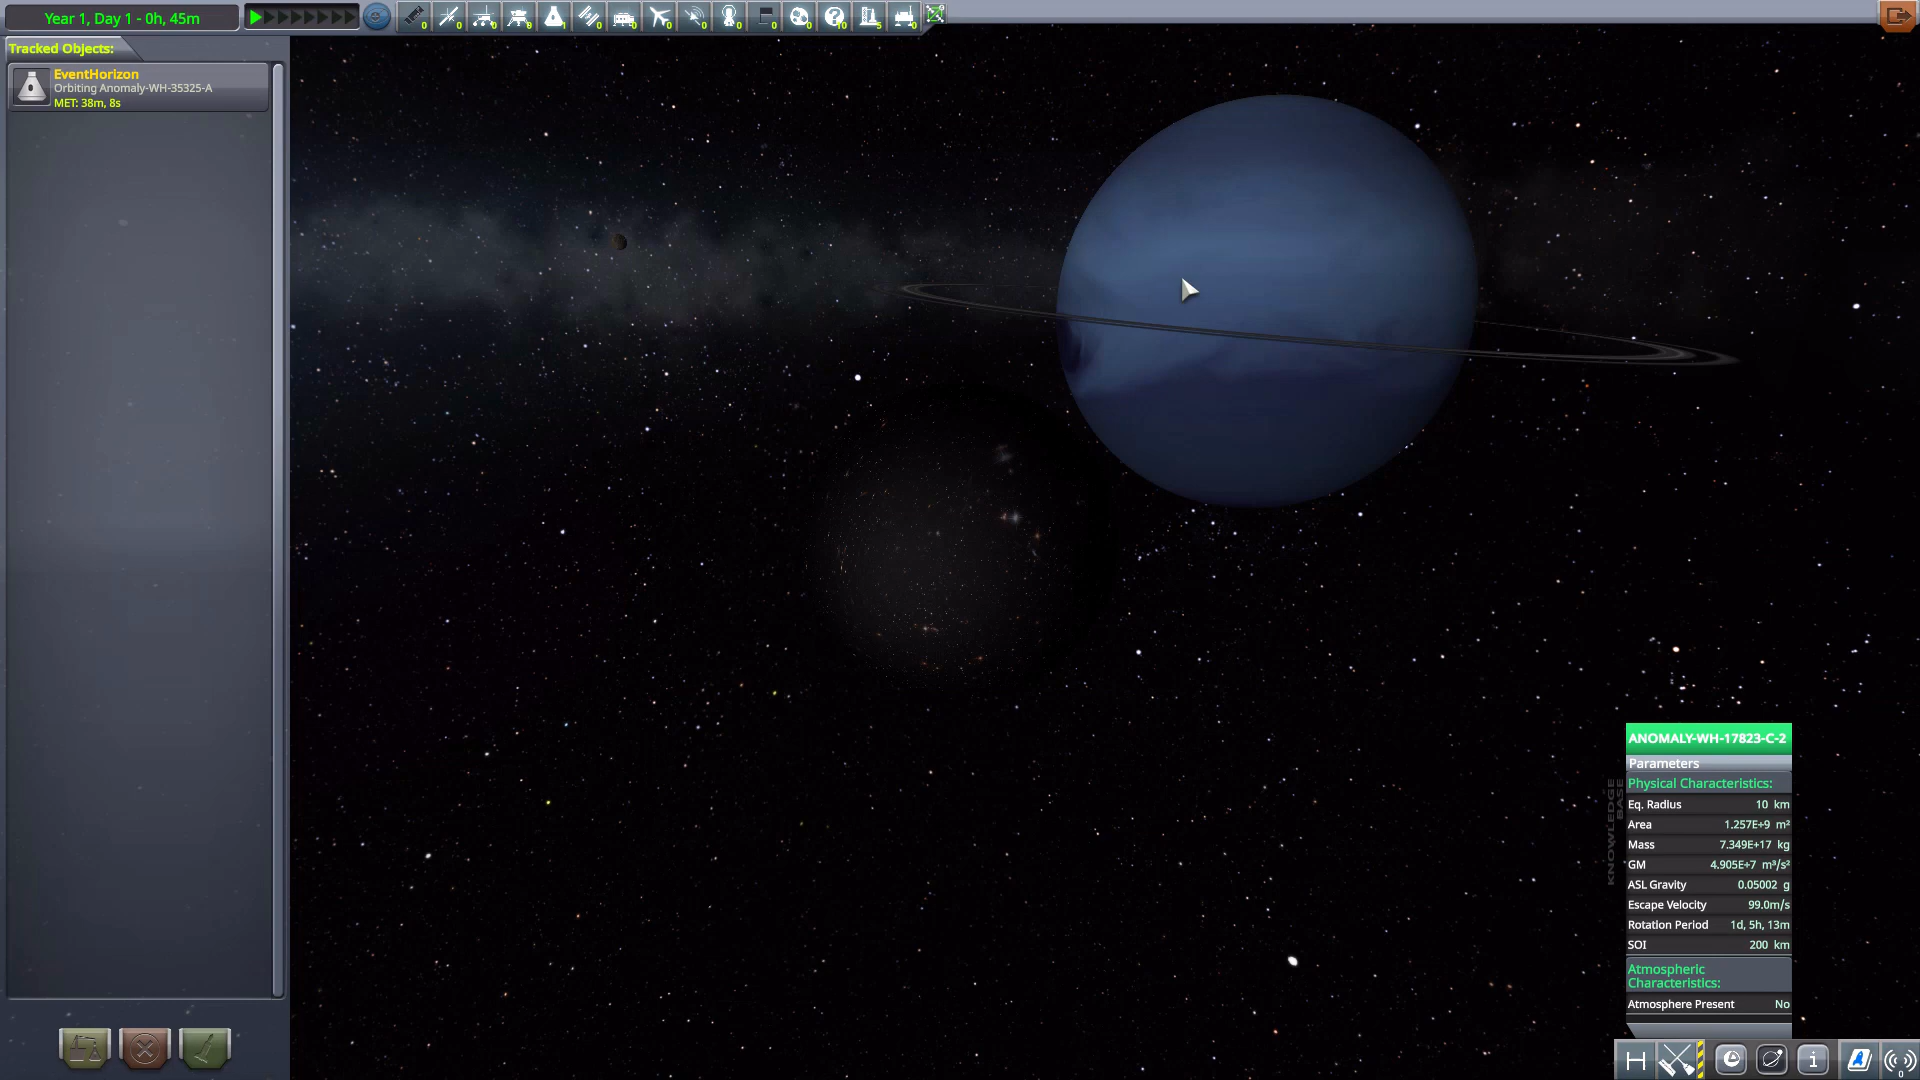 Year 1, Day 1 - 0h, 45m
Tracked Objects:
EventHorizon
Orbiting Anomaly-WH-35325-A
MET: 38m, 8s
ANOMALY-WH-17823-C-2
KNOWLEDGE
BASE
Parameters
Physical Characteristics:
Eq. Radius 10 km
Area 1.257E+9 m²
Mass 7.349E+17 kg
GM 4.905E+7 m³/s²
ASL Gravity 0.05002 g
Escape Velocity 99.0m/s
Rotation Period 1d, 5h, 13m
SOI 200 km
Atmospheric
Characteristics:
Atmosphere Present No